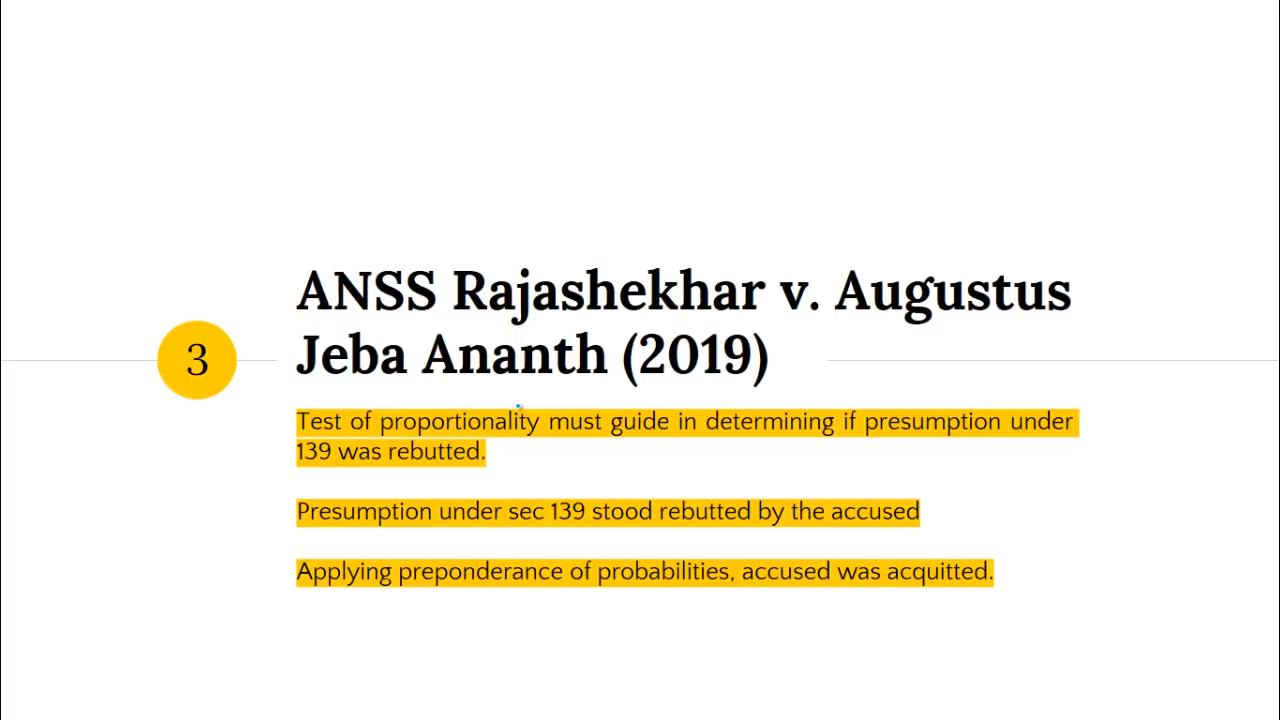 3
ANSS Rajashekhar v. Augustus
Jeba Ananth (2019)
Test of proportionality must guide in determining if presumption under
139 was rebutted.
Presumption under sec 139 stood rebutted by the accused
Applying preponderance of probabilities, accused was acquitted.